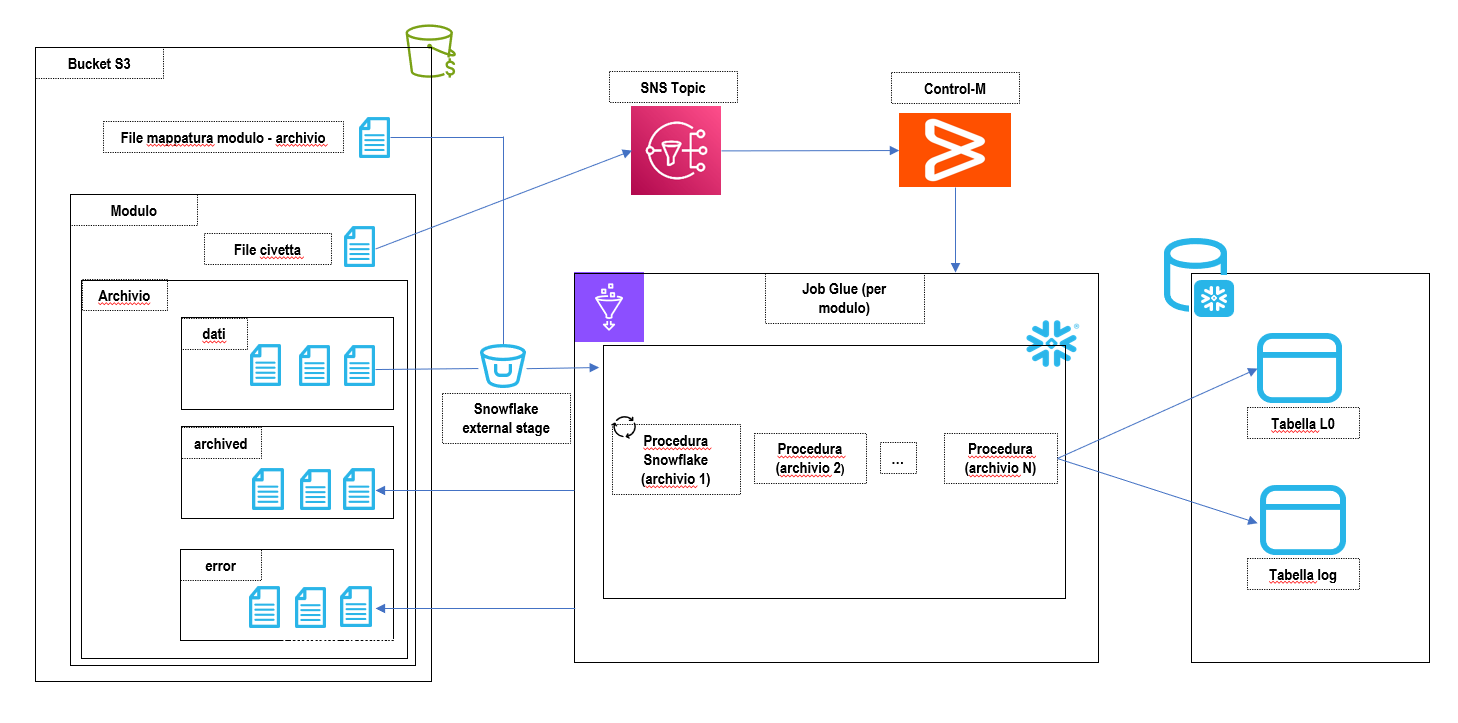 Bucket S3
File mappatura modulo - archivio
Modulo
File civetta
Archivio
dati
archived
error
Snowflake
external stage
SNS Topic
Control-M
Job Glue (per
modulo)
Procedura
Snowflake
(archivio 1)
Procedura
(archivio 2)
...
Procedura
(archivio N)
Tabella L0
Tabella log